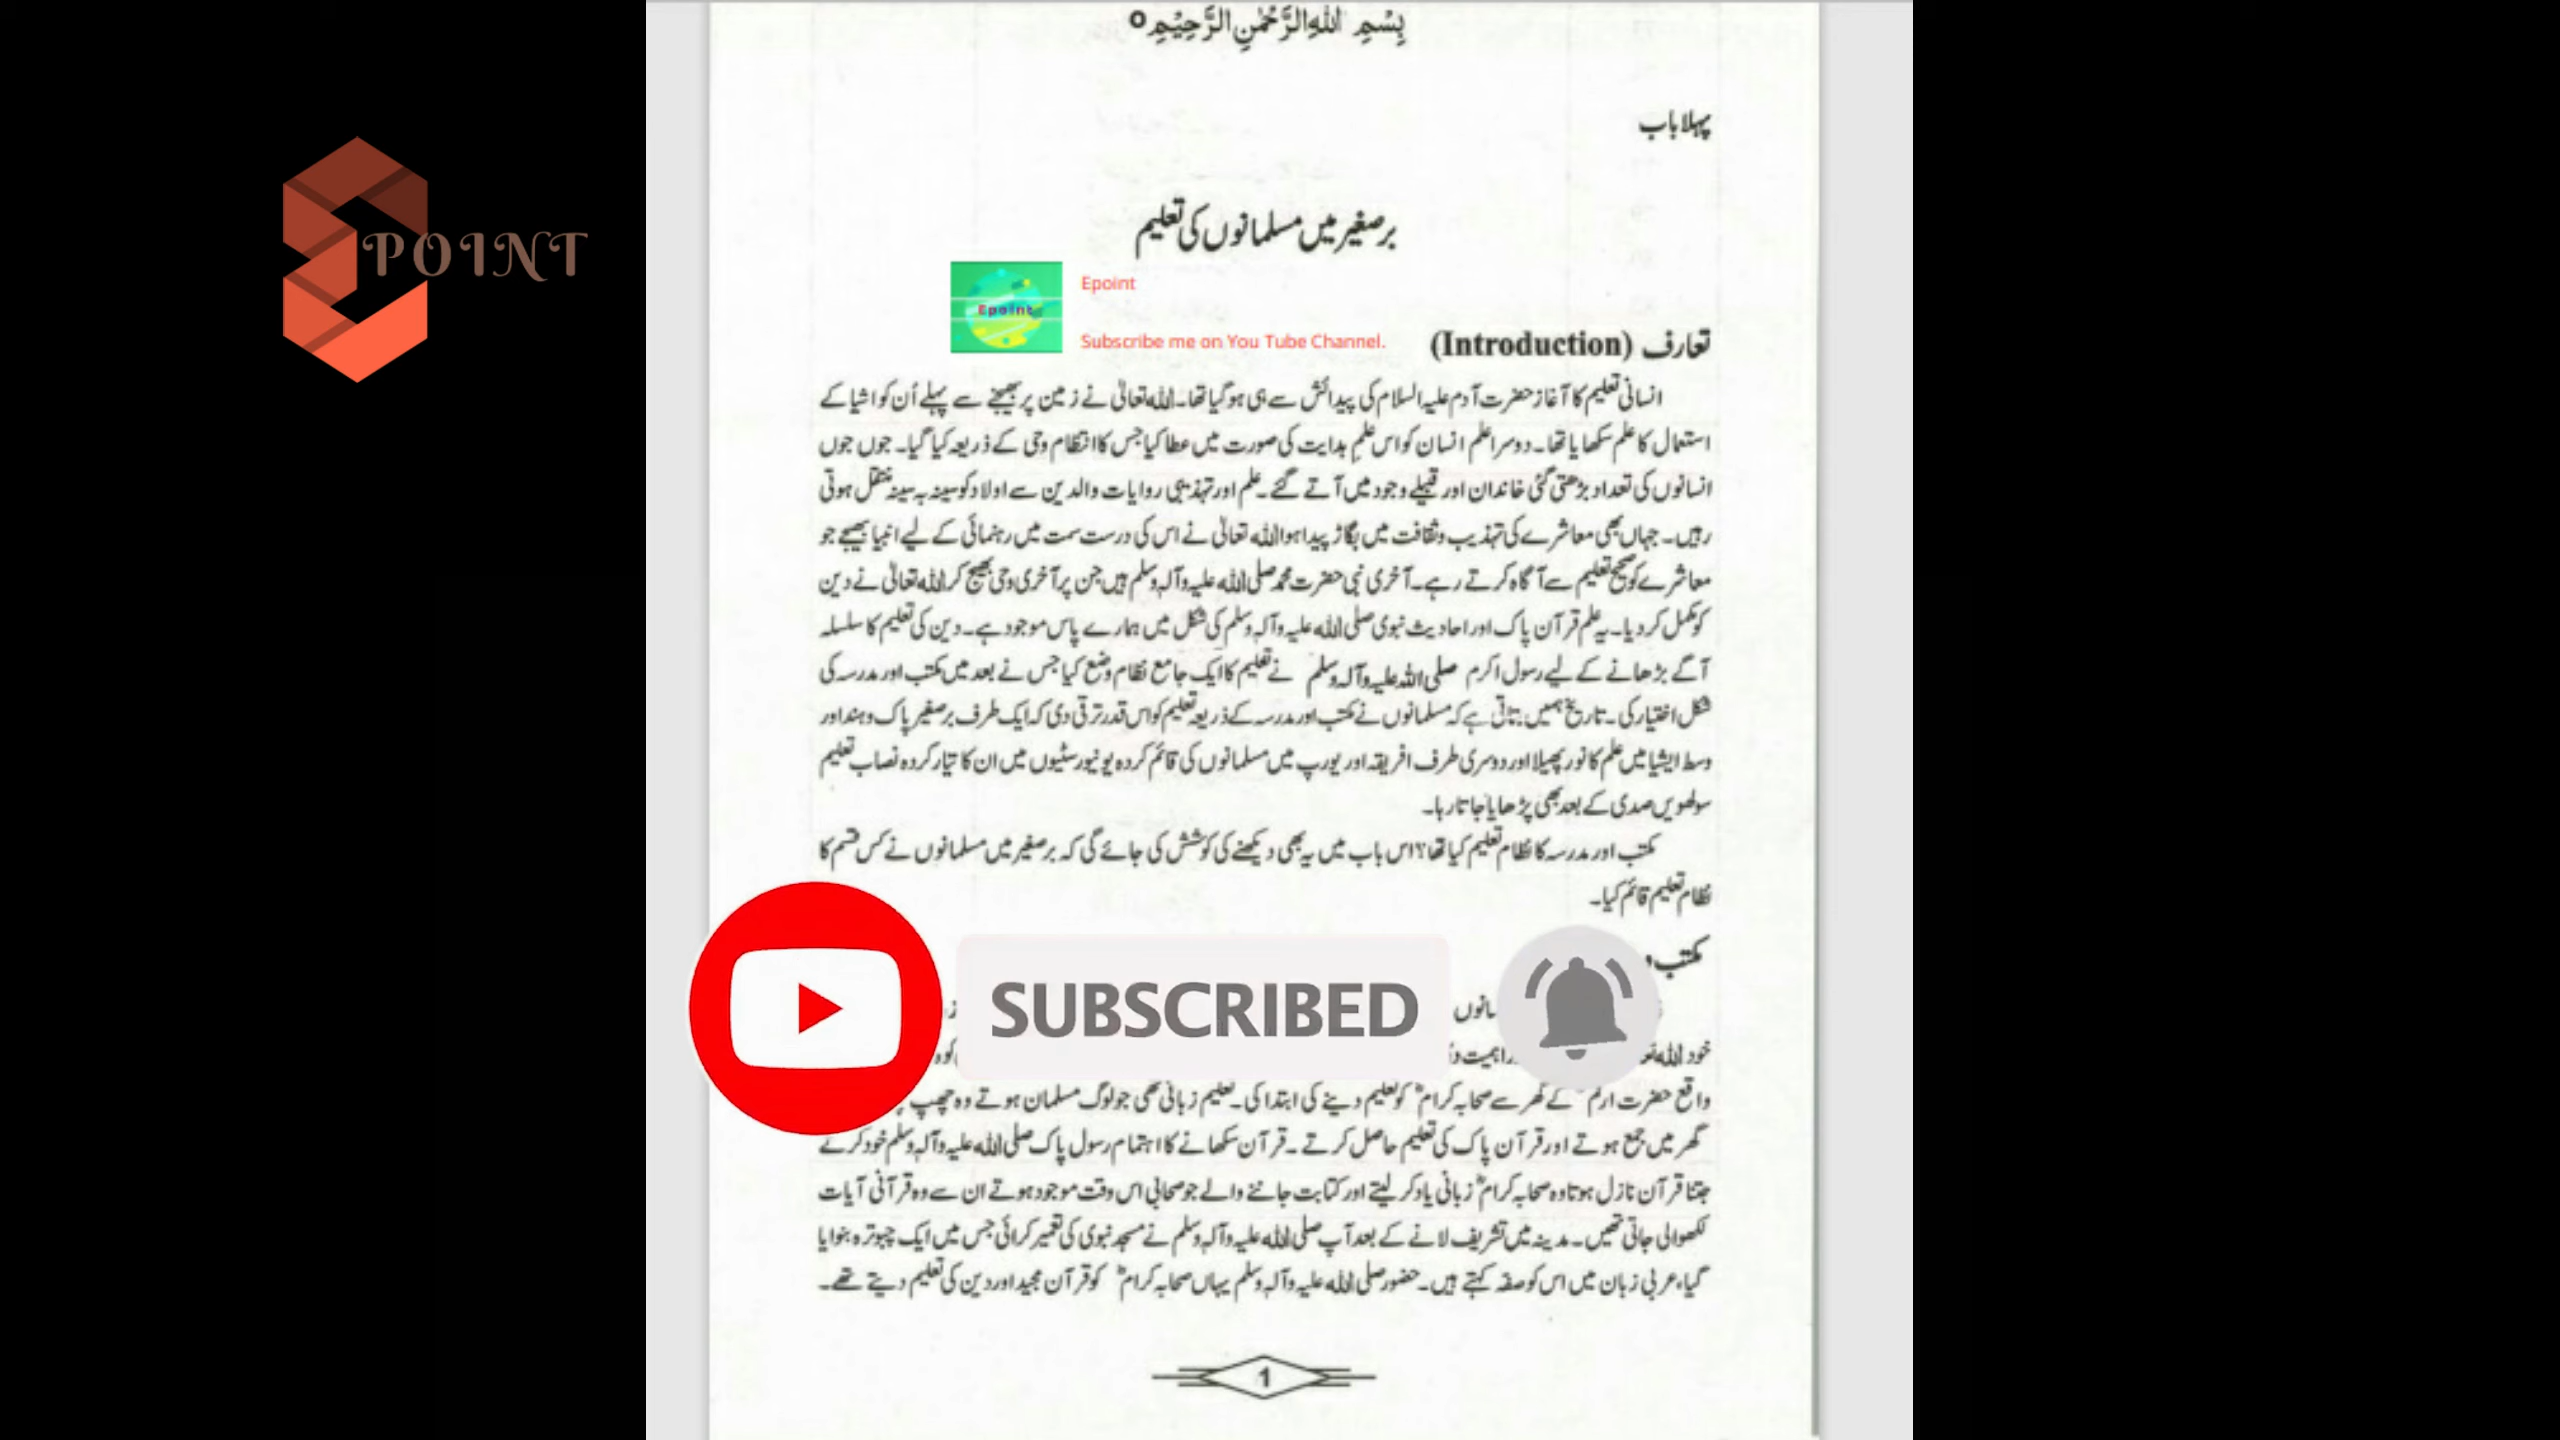 بِسْمِ اللّٰهِ الرَّحْمٰنِ الرَّحِيْمِ
پہلا باب
برصغیر میں مسلمانوں کی تعلیم
POINT
Epoint
Epoint
Subscribe me on You Tube Channel.
تعارف (Introduction)
انسانی تعلیم کا آغاز حضرت آدم علیہ السلام کی پیدائش سے ہی ہو گیا تھا۔ اللہ تعالیٰ نے زمین پر بھیجنے سے پہلے اُن کو اشیا کے
استعمال کا علم سکھایا تھا۔ دوسرا علم انسان کو اس علمِ ہدایت کی صورت میں عطا کیا جس کا انتظام وحی کے ذریعہ کیا گیا۔ جوں جوں
انسانوں کی تعداد بڑھتی گئی خاندان اور قبیلے وجود میں آتے گئے۔ علم اور تہذیبی روایات والدین سے اولاد کو سینہ بہ سینہ منتقل ہوتی
رہیں۔ جہاں بھی معاشرے کی تہذیب و ثقافت میں بگاڑ پیدا ہوا اللہ تعالیٰ نے اس کی درست سمت میں رہنمائی کے لیے انبیا بھیجے جو
معاشرے کو صحیح تعلیم سے آگاہ کرتے رہے۔ آخری نبی حضرت محمد صلی اللہ علیہ وآلہ وسلم ہیں جن پر آخری وحی بھیج کر اللہ تعالیٰ نے دین
کو مکمل کر دیا۔ یہ علم قرآن پاک اور احادیث نبوی صلی اللہ علیہ وآلہ وسلم کی شکل میں ہمارے پاس موجود ہے۔ دین کی تعلیم کا سلسلہ
آگے بڑھانے کے لیے رسول اکرم صلی اللہ علیہ وآلہ وسلم نے تعلیم کا ایک جامع نظام وضع کیا جس نے بعد میں مکتب اور مدرسہ کی
شکل اختیار کی۔ تاریخ ہمیں بتاتی ہے کہ مسلمانوں نے مکتب اور مدرسہ کے ذریعہ تعلیم کو اس قدر ترقی دی کہ ایک طرف برصغیر پاک و ہند اور
وسط ایشیا میں علم کا نور پھیلا اور دوسری طرف افریقہ اور یورپ میں مسلمانوں کی قائم کردہ یونیورسٹیوں میں ان کا تیار کردہ نصاب تعلیم
سولھویں صدی کے بعد بھی پڑھایا جاتا رہا۔
مکتب اور مدرسہ کا نظام تعلیم کیا تھا؟ اس باب میں یہ بھی دیکھنے کی کوشش کی جائے گی کہ برصغیر میں مسلمانوں نے کس قسم کا
نظام تعلیم قائم کیا۔
مکتب و
SUBSCRIBED
خود اللہ
واقع حضرت ارقمؓ کے گھر سے صحابہ کرامؓ کو تعلیم دینے کی ابتدا کی۔ تعلیم زبانی تھی جو لوگ مسلمان ہوتے وہ چھپ
گھر میں جمع ہوتے اور قرآن پاک کی تعلیم حاصل کرتے۔ قرآن سکھانے کا اہتمام رسول پاک صلی اللہ علیہ وآلہ وسلم خود کرتے
جتنا قرآن نازل ہوتا وہ صحابہ کرامؓ زبانی یاد کر لیتے اور کتابت جاننے والے جو صحابی اس وقت موجود ہوتے ان سے وہ قرآنی آیات
لکھوالی جاتی تھیں۔ مدینہ میں تشریف لانے کے بعد آپ صلی اللہ علیہ وآلہ وسلم نے مسجد نبوی کی تعمیر کرائی جس میں ایک چبوترہ بنوایا
گیا، عربی زبان میں اس کو صفہ کہتے ہیں۔ حضور صلی اللہ علیہ وآلہ وسلم یہاں صحابہ کرامؓ کو قرآن مجید اور دین کی تعلیم دیتے تھے۔
1